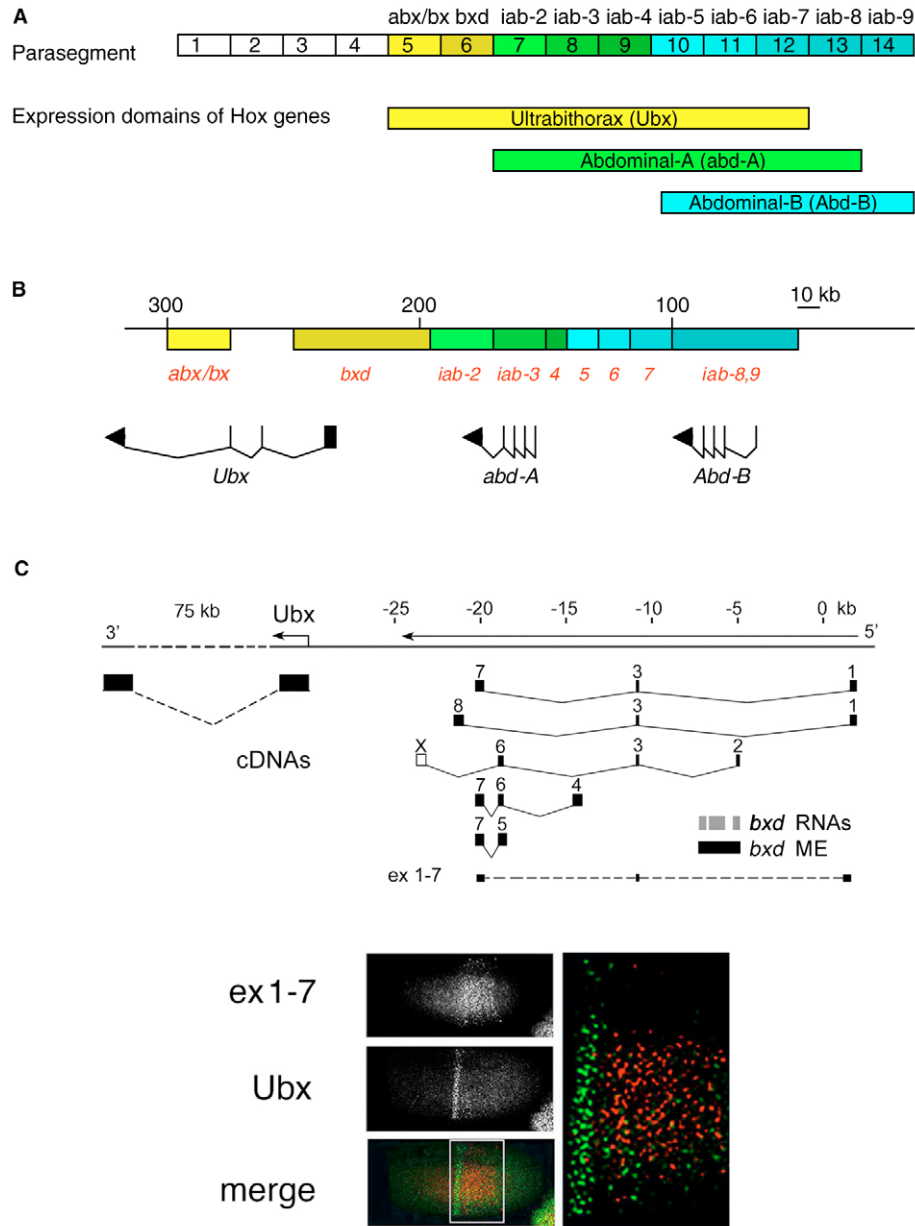 A
abx/bx bxd iab-2 iab-3 iab-4 iab-5 iab-6 iab-7 iab-8 iab-9
Parasegment 1 2 3 4 5 6 7 8 9 10 11 12 13 14
Expression domains of Hox genes
Ultrabithorax (Ubx)
Abdominal-A (abd-A)
Abdominal-B (Abd-B)
B
300 200 100 10 kb
abx/bx bxd iab-2 iab-3 4 5 6 7 iab-8,9
Ubx abd-A Abd-B
C
75 kb Ubx -25 -20 -15 -10 -5 0 kb
3' 5'
7 3 1
8 3 1
cDNAs X 6 3 2
7 6 4
bxd RNAs
7 5 bxd ME
ex 1-7
ex1-7
Ubx
merge